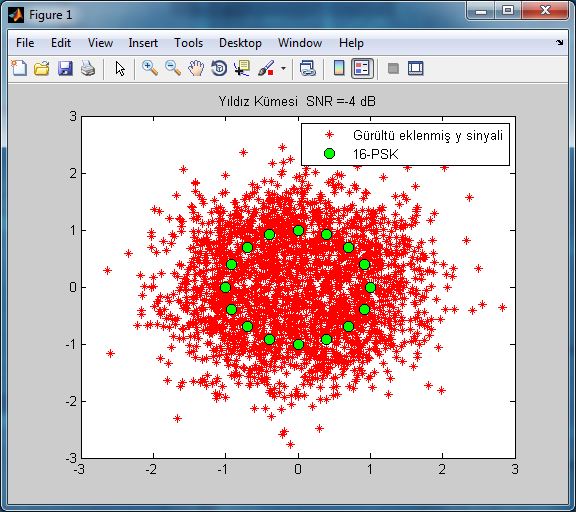 Figure 1
File Edit View Insert Tools Desktop Window Help
Yıldız Kümesi SNR =-4 dB
3
Gürültü eklenmiş y sinyali
16-PSK
2
1
0
-1
-2
-3
-3 -2 -1 0 1 2 3